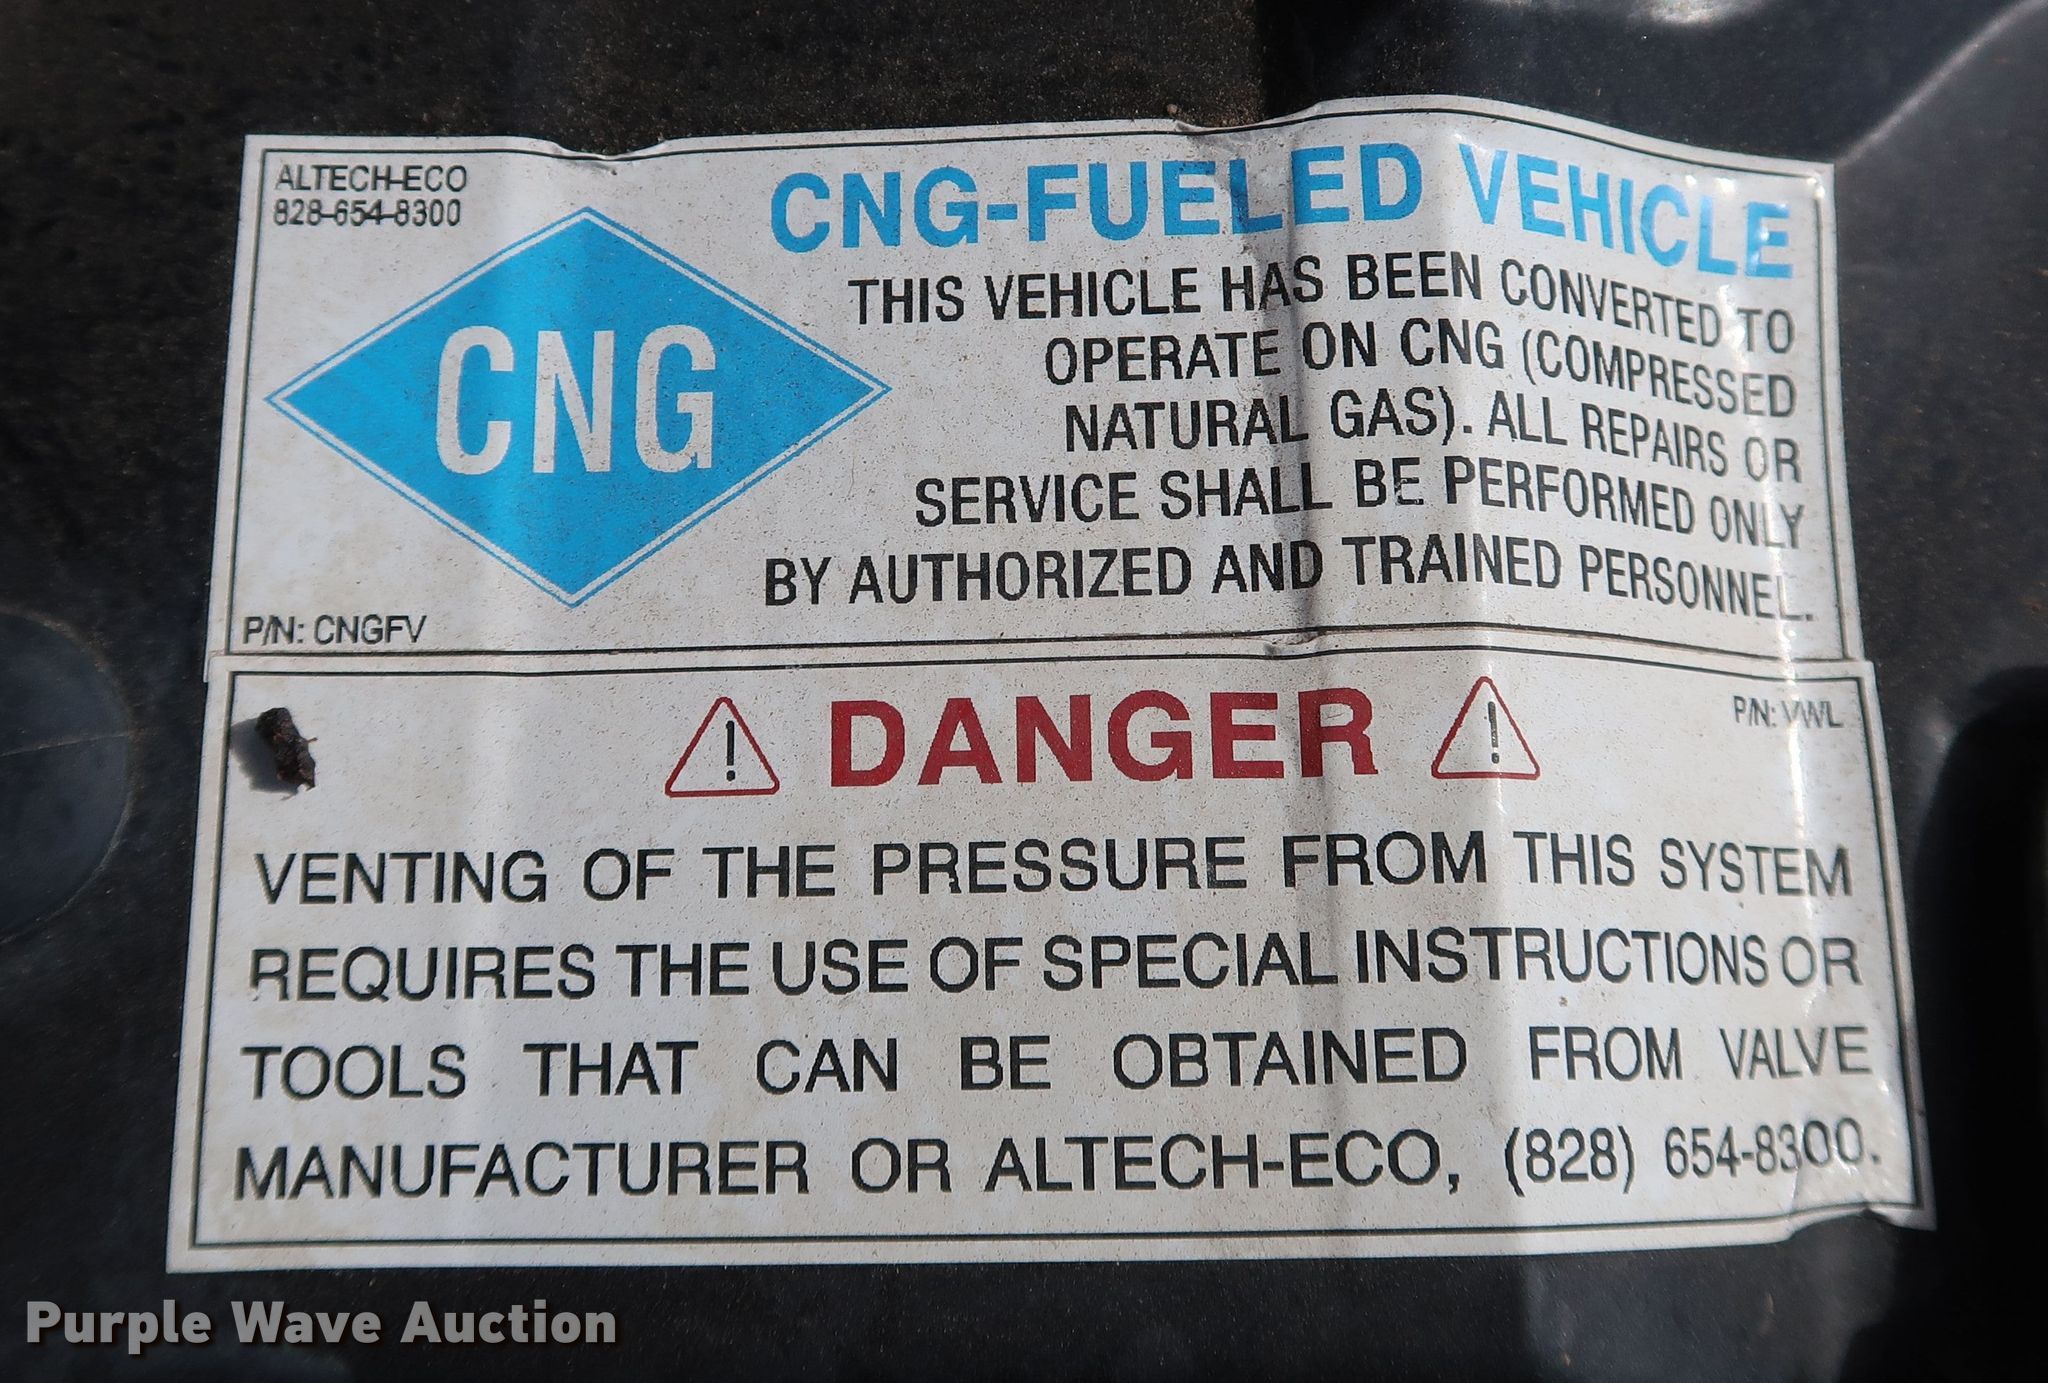 ALTECH-ECO
828-654-8300
CNG
P/N: CNGFV
CNG-FUELED VEHICLE
THIS VEHICLE HAS BEEN CONVERTED TO
OPERATE ON CNG (COMPRESSED
NATURAL GAS). ALL REPAIRS OR
SERVICE SHALL BE PERFORMED ONLY
BY AUTHORIZED AND TRAINED PERSONNEL.
DANGER
P/N: VWL
VENTING OF THE PRESSURE FROM THIS SYSTEM
REQUIRES THE USE OF SPECIAL INSTRUCTIONS OR
TOOLS THAT CAN BE OBTAINED FROM VALVE
MANUFACTURER OR ALTECH-ECO, (828) 654-8300.
Purple Wave Auction